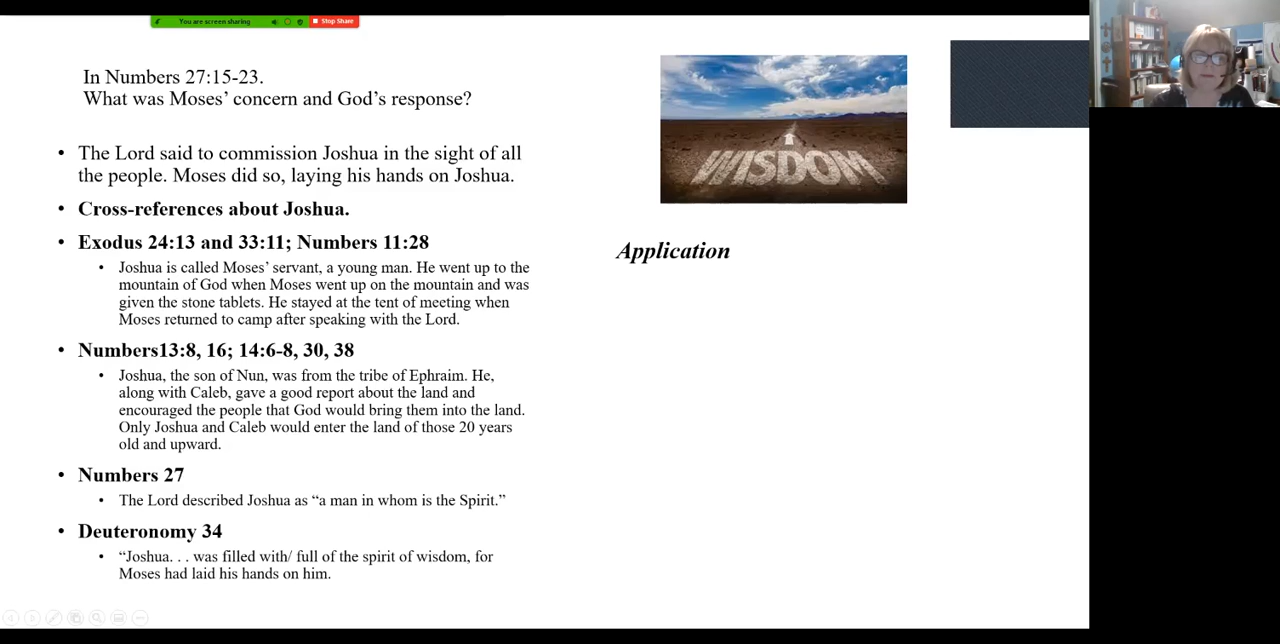 You are screen sharing
Stop Share
In Numbers 27:15-23.
What was Moses’ concern and God’s response?
• The Lord said to commission Joshua in the sight of all
the people. Moses did so, laying his hands on Joshua.
• Cross-references about Joshua.
• Exodus 24:13 and 33:11; Numbers 11:28
• Joshua is called Moses’ servant, a young man. He went up to the
mountain of God when Moses went up on the mountain and was
given the stone tablets. He stayed at the tent of meeting when
Moses returned to camp after speaking with the Lord.
• Numbers13:8, 16; 14:6-8, 30, 38
• Joshua, the son of Nun, was from the tribe of Ephraim. He,
along with Caleb, gave a good report about the land and
encouraged the people that God would bring them into the land.
Only Joshua and Caleb would enter the land of those 20 years
old and upward.
• Numbers 27
• The Lord described Joshua as “a man in whom is the Spirit.”
• Deuteronomy 34
• “Joshua. . . was filled with/ full of the spirit of wisdom, for
Moses had laid his hands on him.
WISDOM
Application